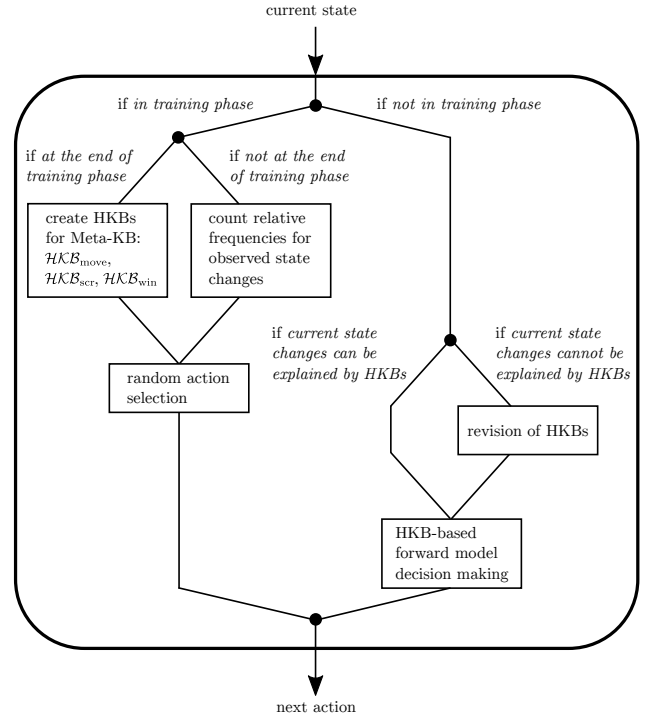 current state
if in training phase
if not in training phase
if at the end of
training phase
if not at the end
of training phase
create HKBs
for Meta-KB:
𝓗𝓚𝓑move,
𝓗𝓚𝓑scr, 𝓗𝓚𝓑win
count relative
frequencies for
observed state
changes
if current state
changes can be
explained by HKBs
if current state
changes cannot be
explained by HKBs
random action
selection
revision of HKBs
HKB-based
forward model
decision making
next action